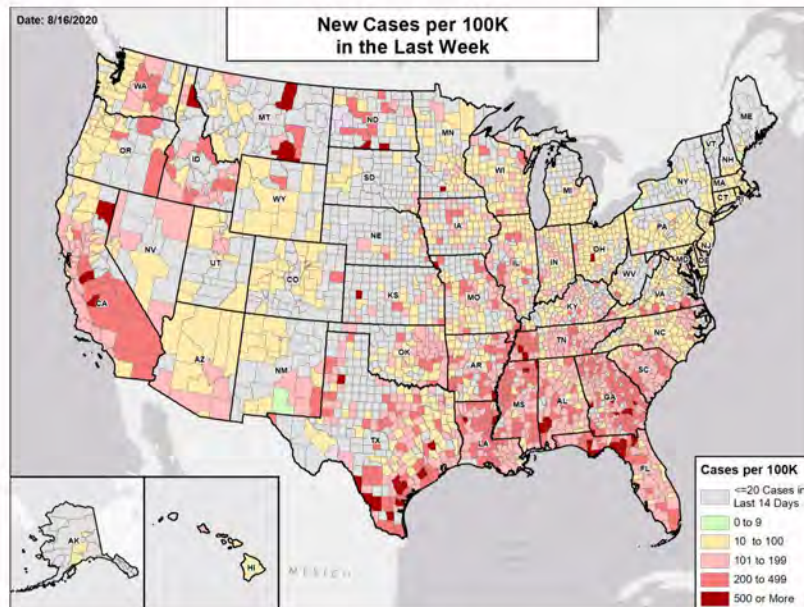 Date: 8/16/2020
New Cases per 100K
in the Last Week
WA
MT
ND
MN
ME
OR
ID
SD
WI
VT
NH
NY
MA
CT
WY
MI
IA
NE
PA
NJ
NV
UT
CO
IL
IN
OH
MD
DE
WV
CA
KS
MO
KY
VA
AZ
NM
OK
AR
TN
NC
SC
MS
AL
GA
TX
LA
FL
AK
HI
MEXICO
Cases per 100K
<=20 Cases in
Last 14 Days
0 to 9
10 to 100
101 to 199
200 to 499
500 or More